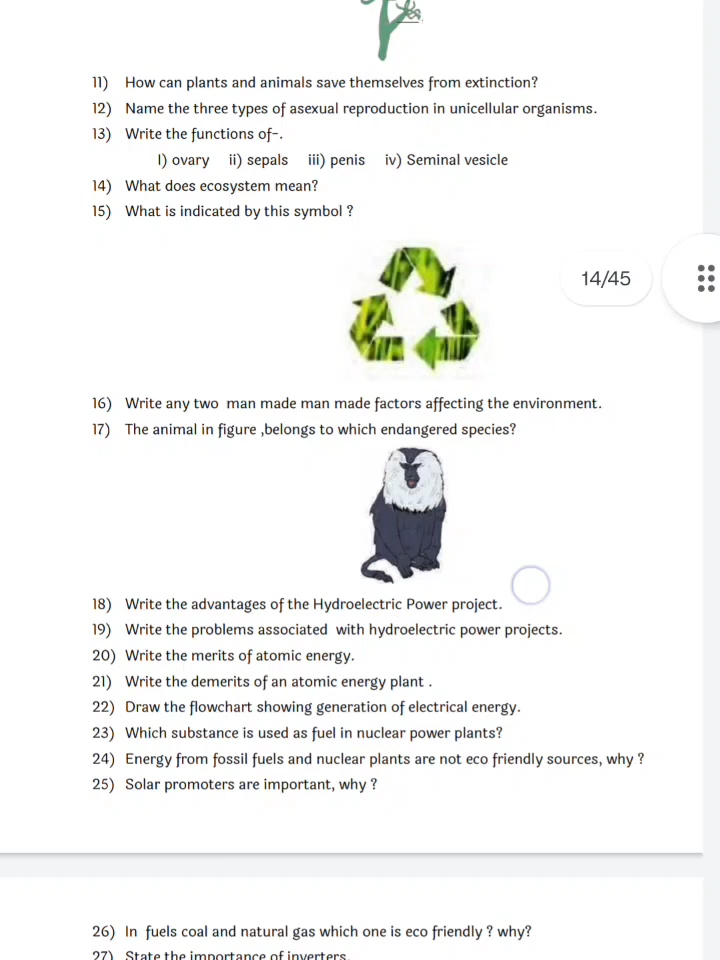 11) How can plants and animals save themselves from extinction?
12) Name the three types of asexual reproduction in unicellular organisms.
13) Write the functions of-.
I) ovary ii) sepals iii) penis iv) Seminal vesicle
14) What does ecosystem mean?
15) What is indicated by this symbol ?
14/45
16) Write any two man made man made factors affecting the environment.
17) The animal in figure ,belongs to which endangered species?
18) Write the advantages of the Hydroelectric Power project.
19) Write the problems associated with hydroelectric power projects.
20) Write the merits of atomic energy.
21) Write the demerits of an atomic energy plant .
22) Draw the flowchart showing generation of electrical energy.
23) Which substance is used as fuel in nuclear power plants?
24) Energy from fossil fuels and nuclear plants are not eco friendly sources, why ?
25) Solar promoters are important, why ?
26) In fuels coal and natural gas which one is eco friendly ? why?
27) State the importance of inverters.